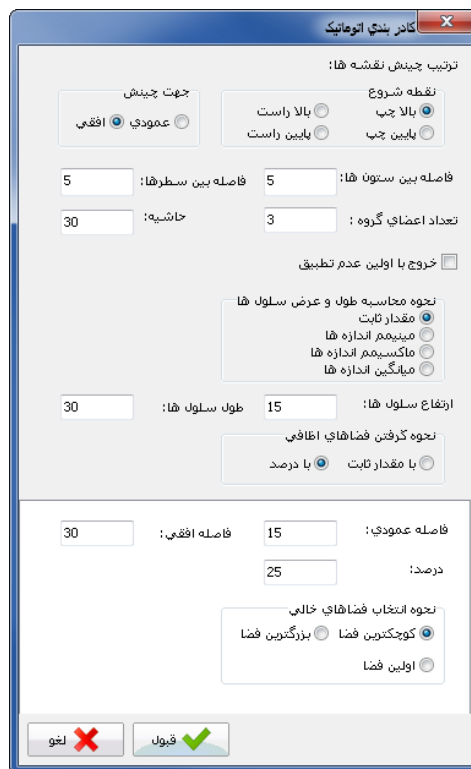 کادر بندي اتوماتيک
ترتيب چينش نقشه ها:
نقطه شروع
بالا چپ
بالا راست
پايين چپ
پايين راست
جهت چينش
عمودي
افقي
فاصله بين ستون ها: 5
فاصله بين سطرها: 5
تعداد اعضاي گروه : 3
حاشيه: 30
خروج با اولين عدم تطبيق
نحوه محاسبه طول و عرض سلول ها
مقدار ثابت
مينيمم اندازه ها
ماکسيمم اندازه ها
ميانگين اندازه ها
ارتفاع سلول ها: 15
طول سلول ها: 30
نحوه گرفتن فضاهاي اظافي
با مقدار ثابت
با درصد
فاصله عمودي: 15
فاصله افقي: 30
درصد: 25
نحوه انتخاب فضاهاي خالي
کوچکترين فضا
بزرگترين فضا
اولين فضا
قبول
لغو